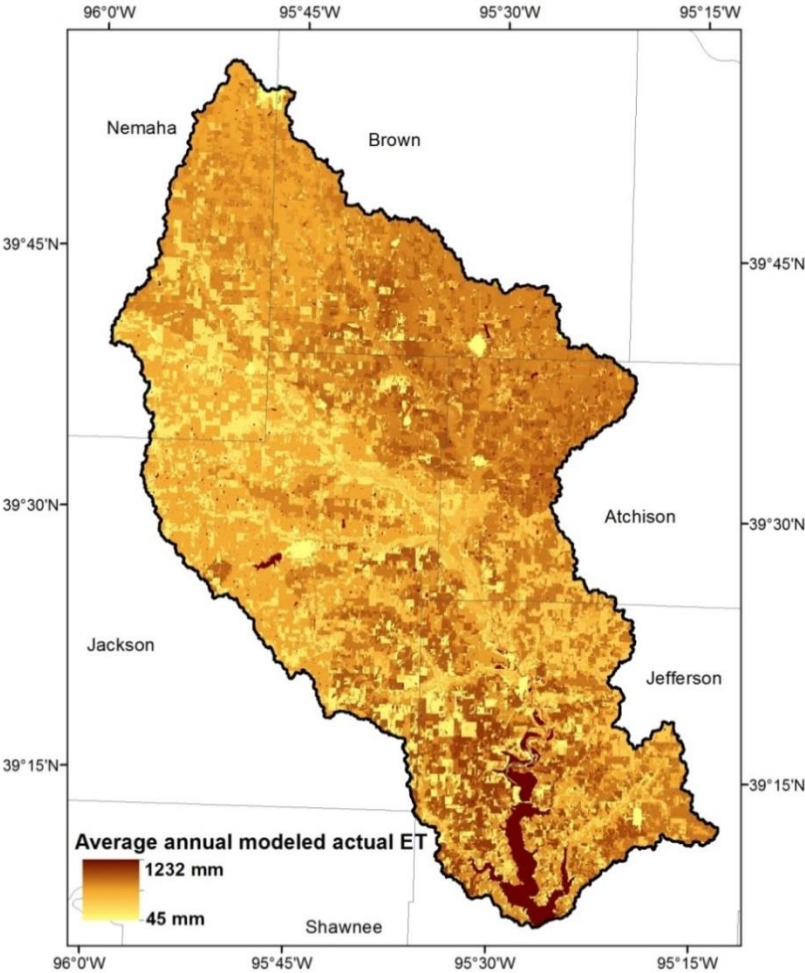 96°0'W 95°45'W 95°30'W 95°15'W
Nemaha
Brown
39°45'N
39°45'N
39°30'N
39°30'N
Atchison
Jackson
Jefferson
39°15'N
39°15'N
Average annual modeled actual ET
1232 mm
45 mm
Shawnee
96°0'W 95°45'W 95°30'W 95°15'W